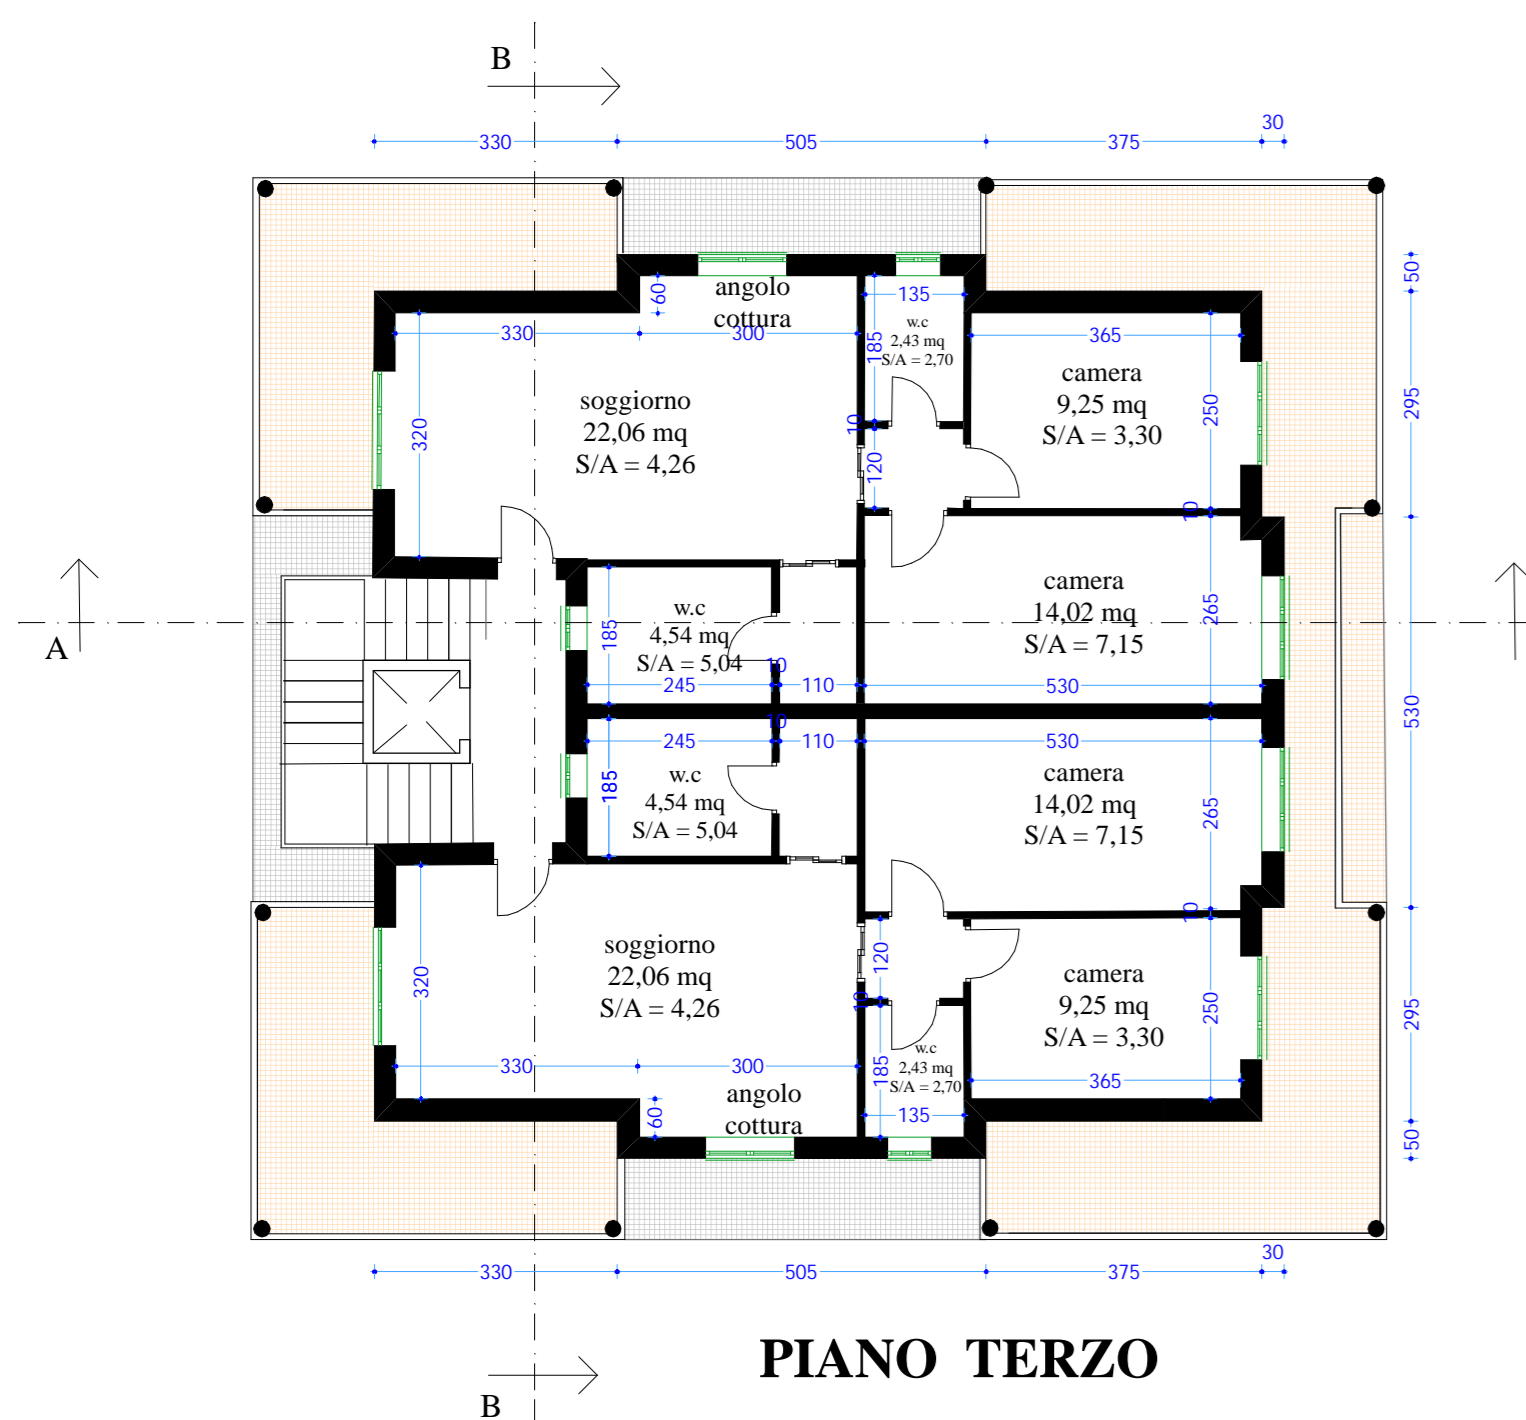 B
30
330
505
375
50
angolo
cottura
60
135
330
300
w.c
2,43 mq
S/A = 2,70
185
365
camera
9,25 mq
S/A = 3,30
250
295
soggiorno
22,06 mq
S/A = 4,26
320
10
120
10
camera
14,02 mq
S/A = 7,15
265
w.c
4,54 mq
S/A = 5,04
185
A
10
245
110
530
10
245
110
530
530
w.c
4,54 mq
S/A = 5,04
185
camera
14,02 mq
S/A = 7,15
265
10
soggiorno
22,06 mq
S/A = 4,26
320
120
10
camera
9,25 mq
S/A = 3,30
250
295
w.c
2,43 mq
S/A = 2,70
185
330
300
365
angolo
cottura
60
135
50
30
330
505
375
PIANO TERZO
B